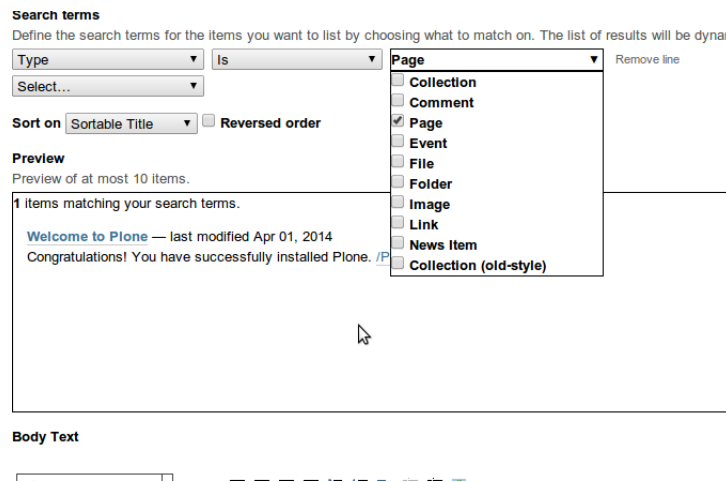 Search terms
Define the search terms for the items you want to list by choosing what to match on. The list of results will be
Type Is Page Remove line
Select...
Collection
Comment
Page
Event
File
Folder
Image
Link
News Item
Collection (old-style)
Sort on Sortable Title Reversed order
Preview
Preview of at most 10 items.
1 items matching your search terms.
Welcome to Plone — last modified Apr 01, 2014
Congratulations! You have successfully installed Plone. /P
Body Text